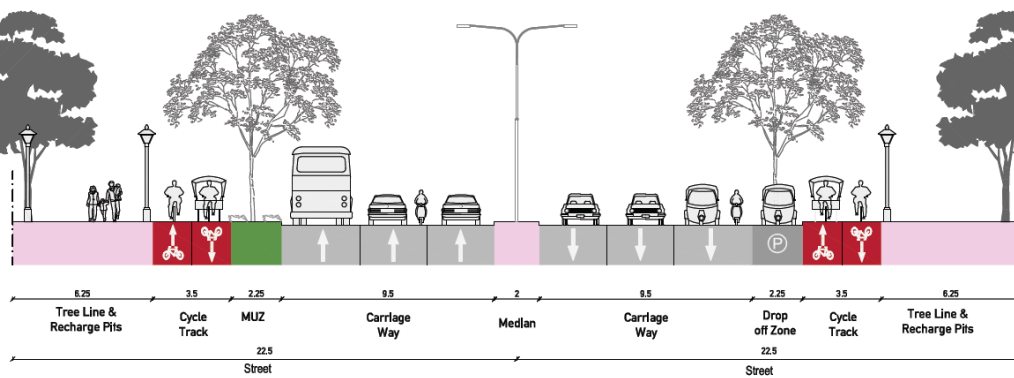 P
6.25
3.5
2.25
9.5
2
9.5
2.25
3.5
6.25
Tree Line &
Recharge Pits
Cycle
Track
MUZ
Carriage
Way
Median
Carriage
Way
Drop
off Zone
Cycle
Track
Tree Line &
Recharge Pits
22.5
Street
22.5
Street